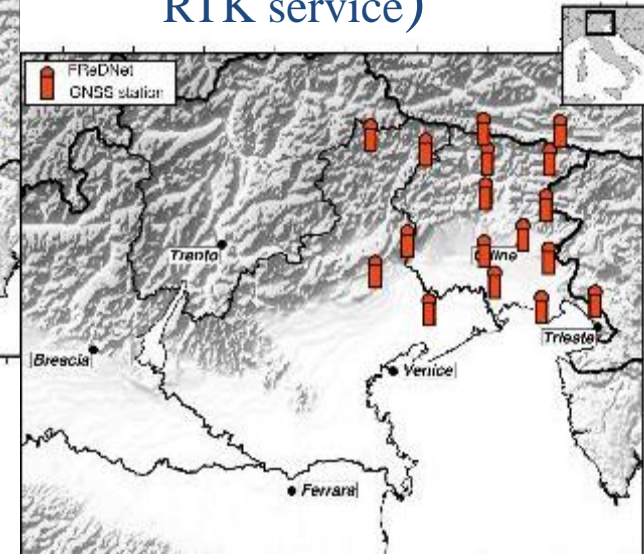 RTK service)
FReDNet
GNSS station
Trento
Udine
Trieste
Brescia
Venice
Ferrara